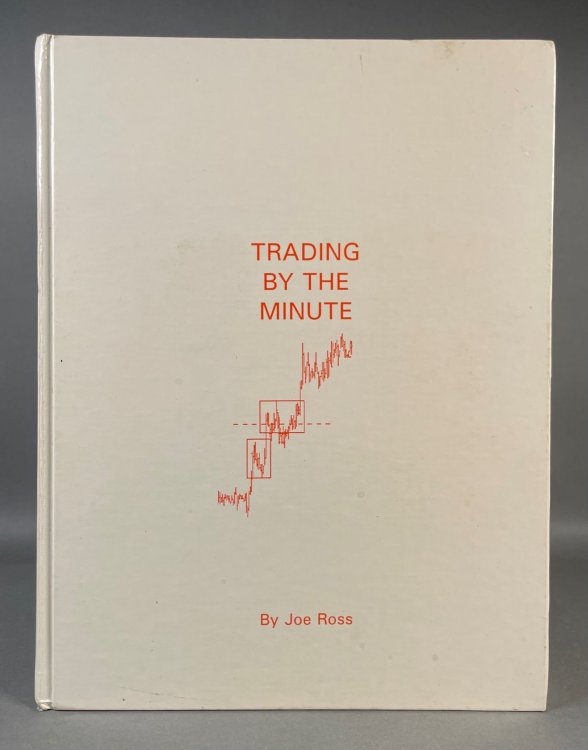 TRADING
BY THE
MINUTE
By Joe Ross